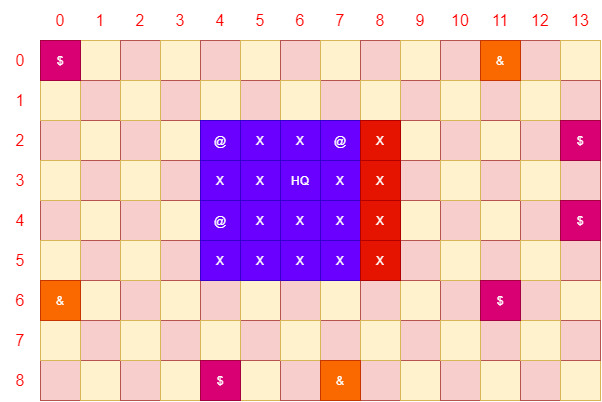 0 1 2 3 4 5 6 7 8 9 10 11 12 13
0 $ &
1
2 @ X X @ X $
3 X X HQ X X
4 @ X X X X $
5 X X X X X
6 & $
7
8 $ &